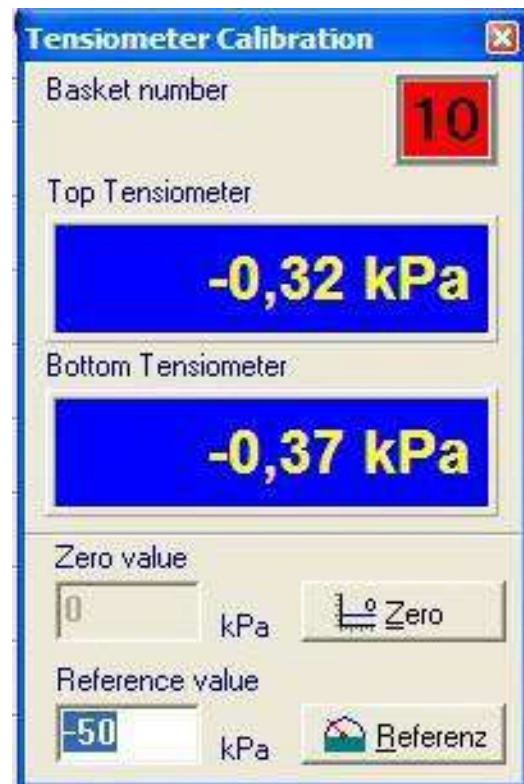 Tensiometer Calibration
Basket number
10
Top Tensiometer
-0,32 kPa
Bottom Tensiometer
-0,37 kPa
Zero value
0 kPa Zero
Reference value
-50 kPa Referenz